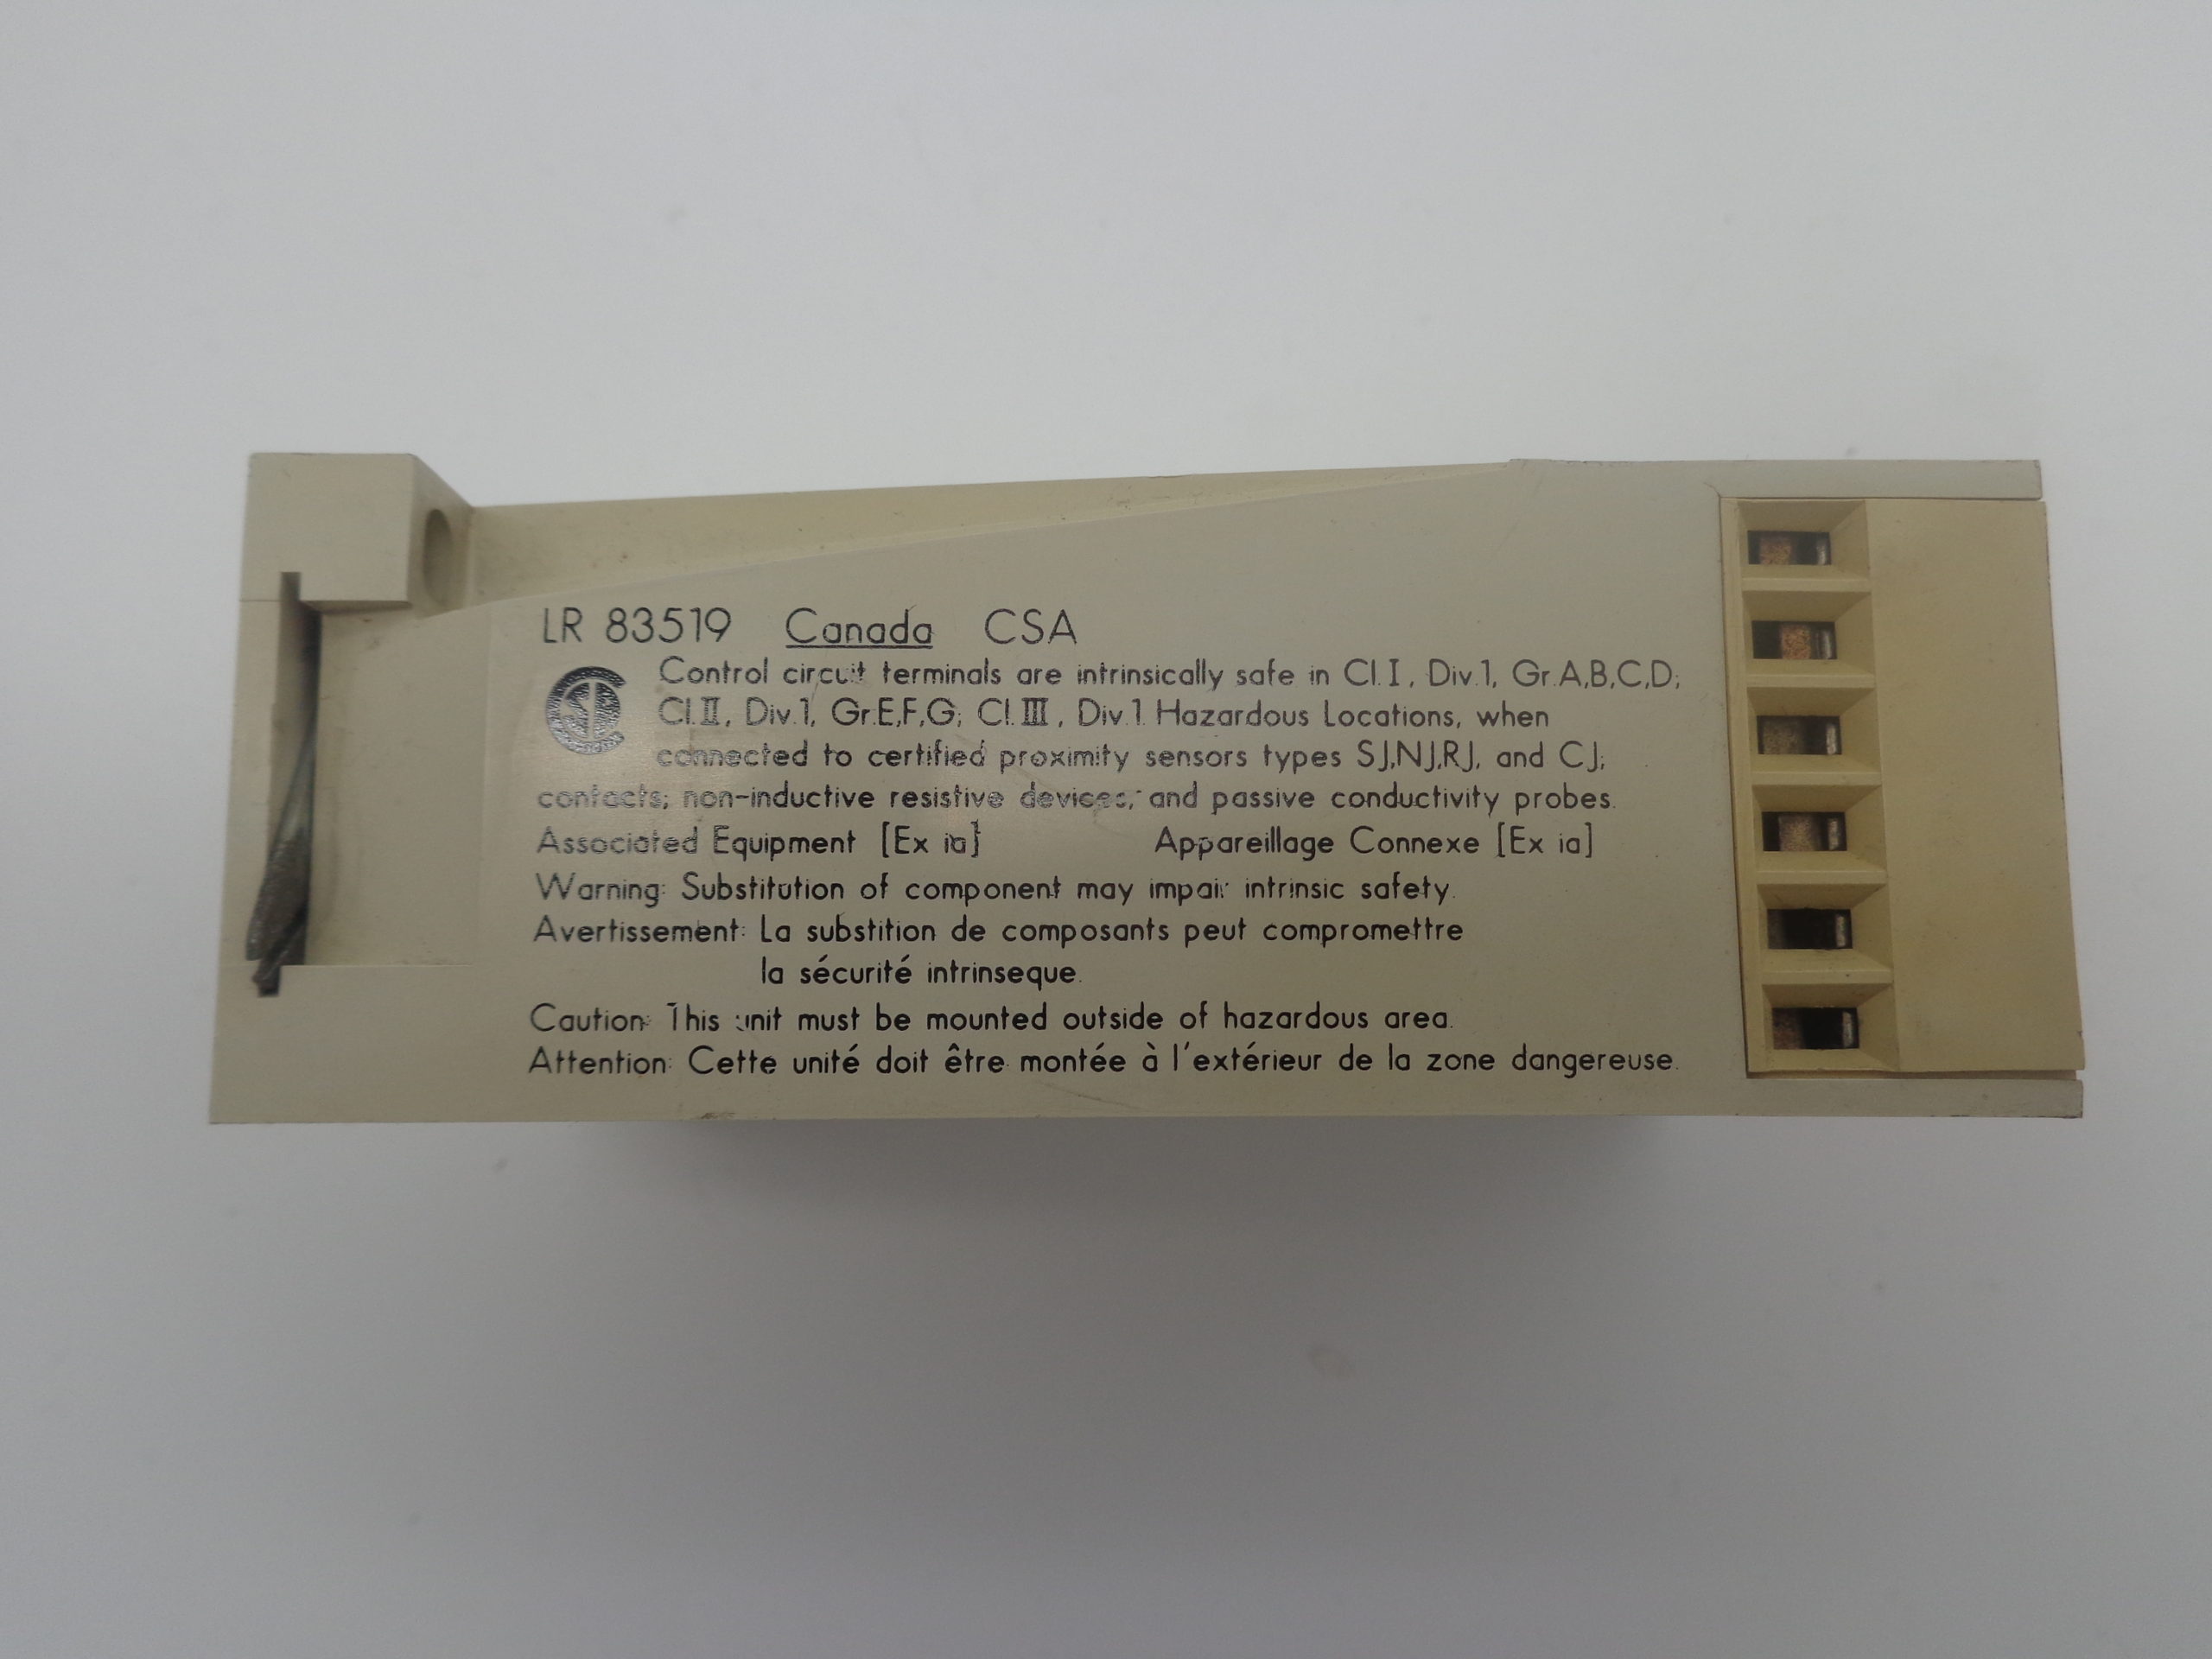 LR 83519 Canada CSA
Control circuit terminals are intrinsically safe in Cl.I, Div.1, Gr.A,B,C,D;
Cl.II, Div.1, Gr.E,F,G; Cl.III, Div.1 Hazardous Locations, when
connected to certified proximity sensors types SJ,NJ,RJ, and CJ;
contacts; non-inductive resistive devices; and passive conductivity probes.
Associated Equipment [Ex ia] Appareillage Connexe [Ex ia]
Warning: Substitution of component may impair intrinsic safety.
Avertissement: La substition de composants peut compromettre
la sécurité intrinseque.
Caution: This unit must be mounted outside of hazardous area.
Attention: Cette unité doit être montée à l'extérieur de la zone dangereuse.